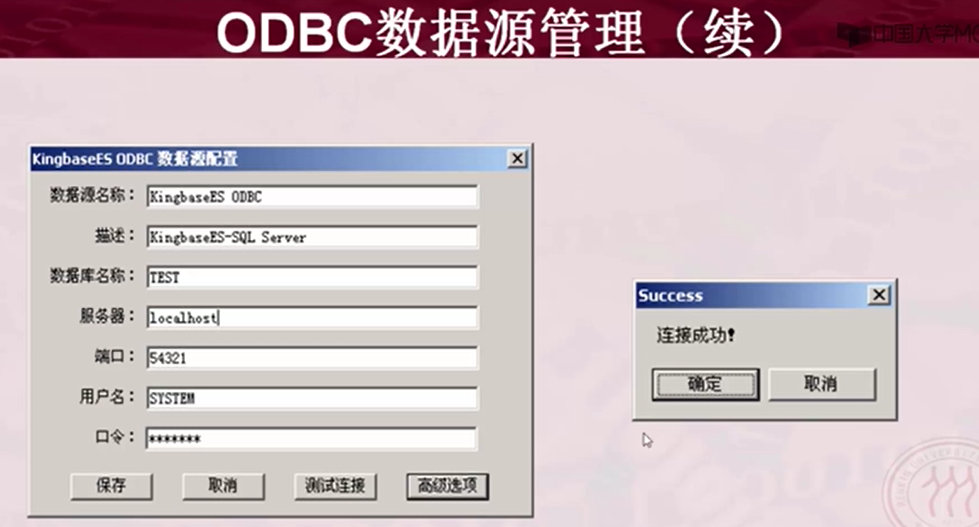 ODBC数据源管理（续）
中国大学MO
KingbaseES ODBC 数据源配置
数据源名称： KingbaseES ODBC
描述： KingbaseES-SQL Server
数据库名称： TEST
服务器： localhost
端口： 54321
用户名： SYSTEM
口令： *******
保存 取消 测试连接 高级选项
Success
连接成功!
确定 取消